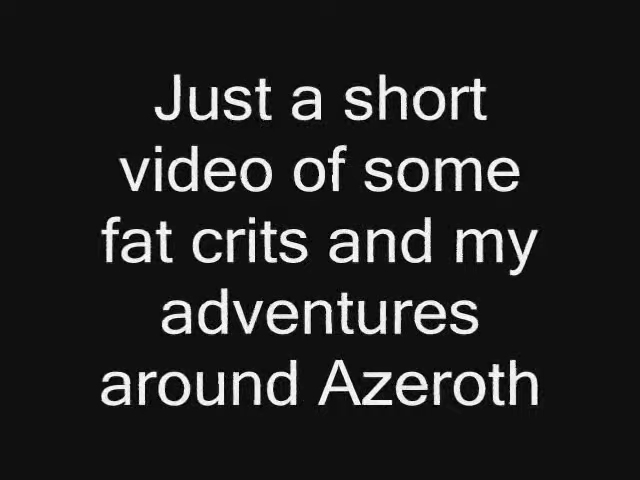 Just a short
video of some
fat crits and my
adventures
around Azeroth